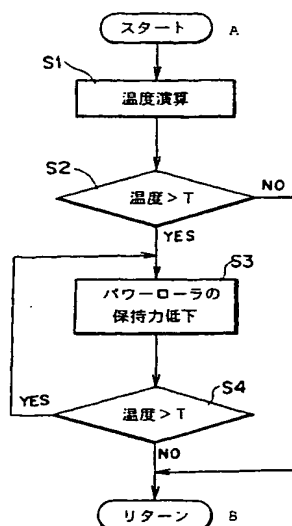 スタート A
S1
温度演算
S2
温度>T
NO
YES
S3
パワーローラの
保持力低下
S4
YES
温度>T
NO
リターン B